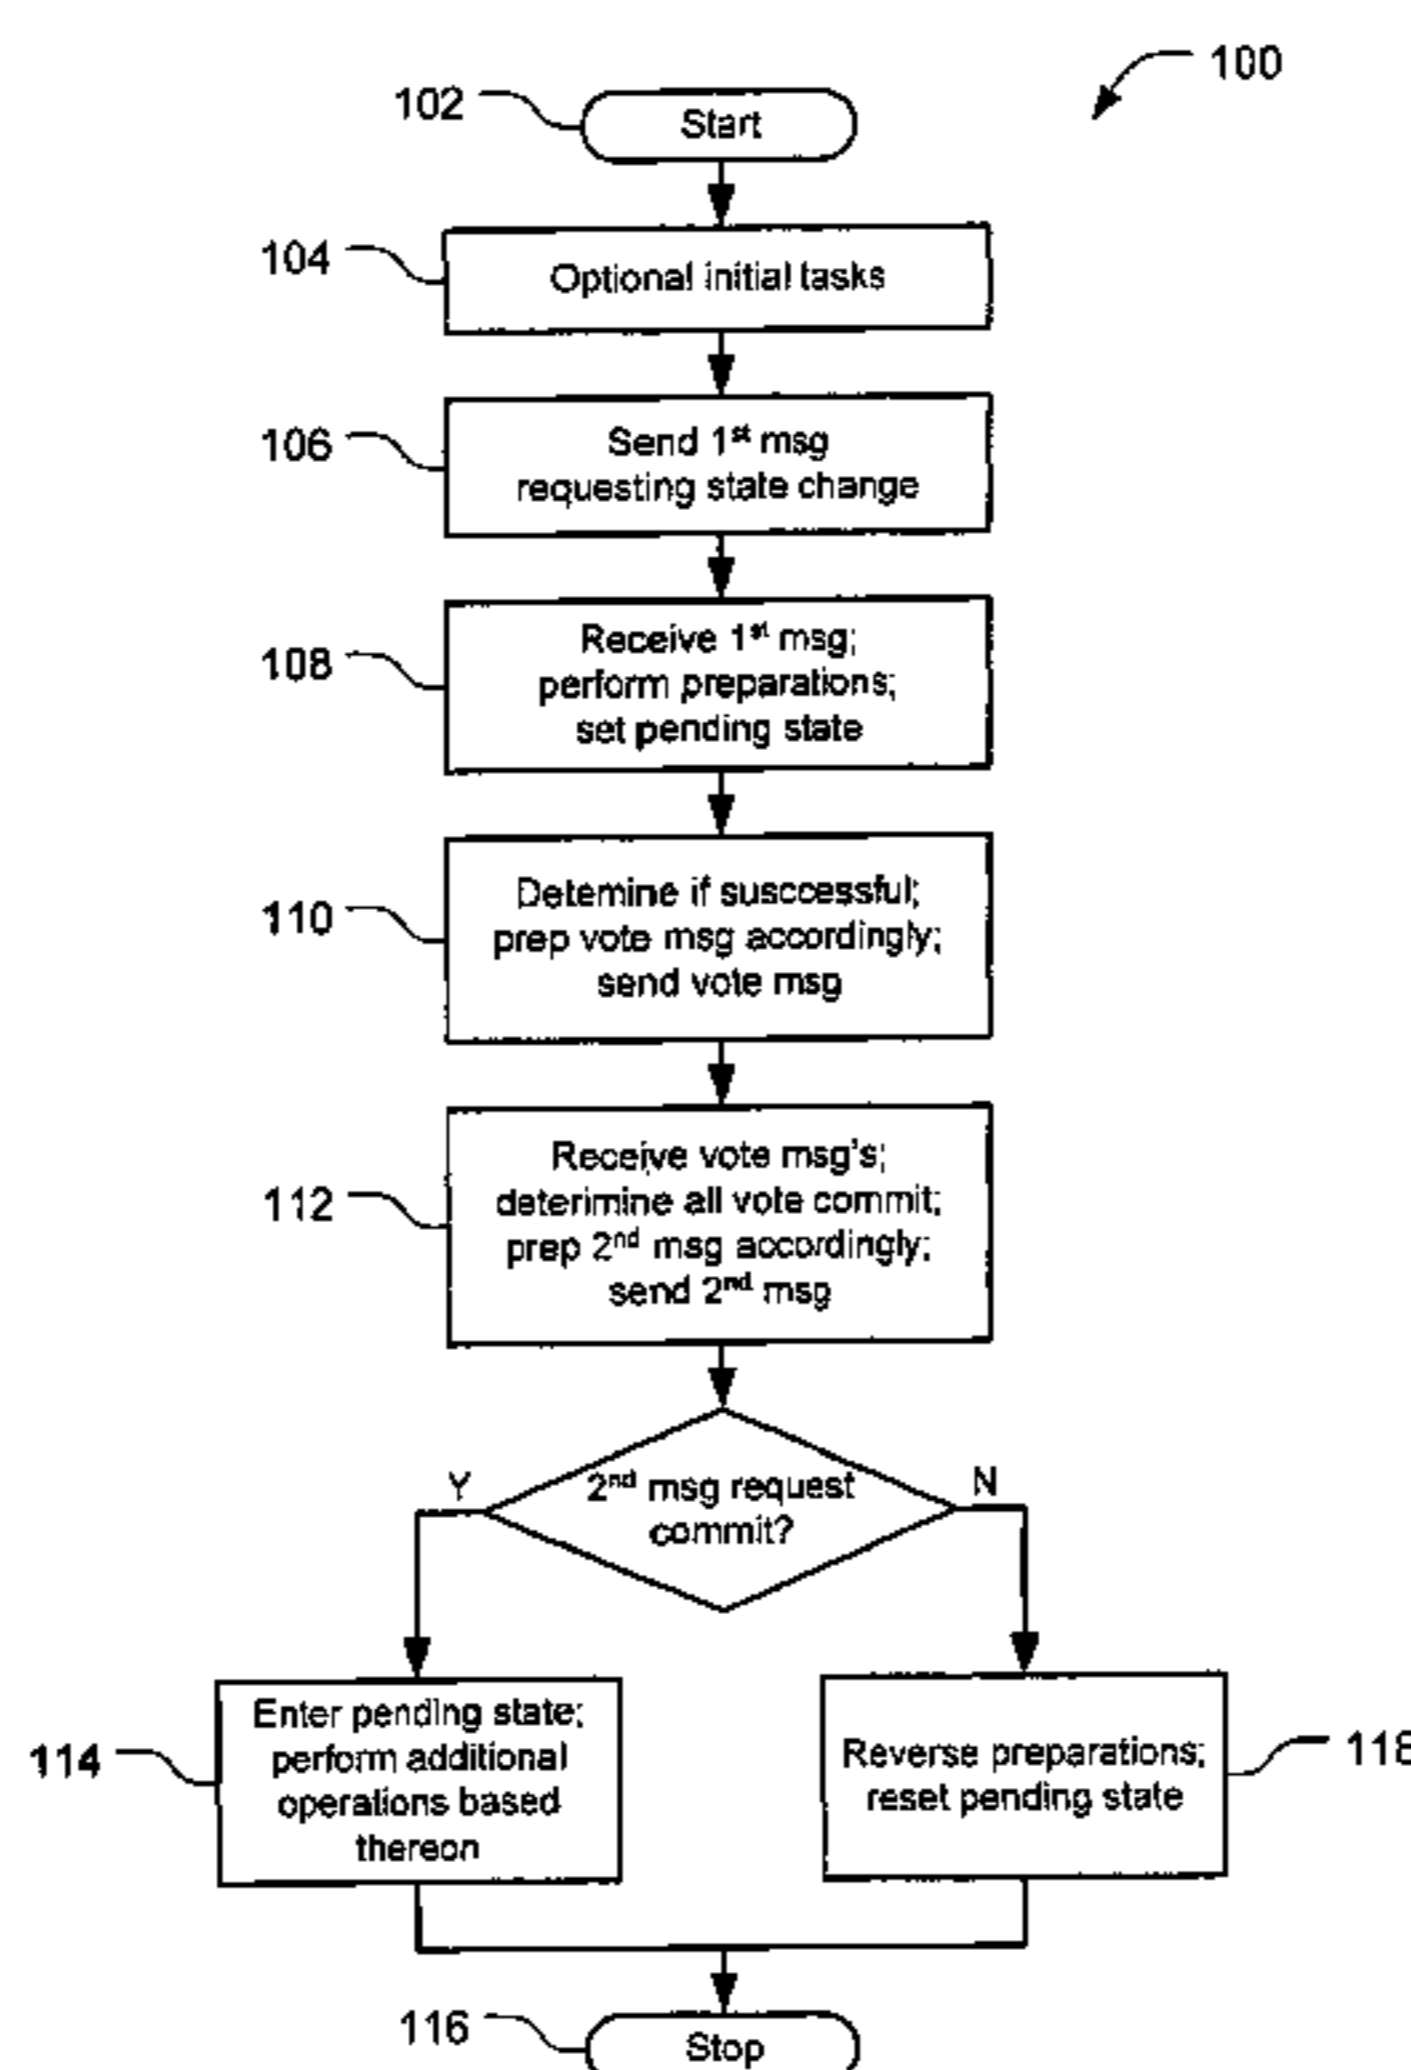 100
102
Start
104
Optional initial tasks
106
Send 1st msg
requesting state change
108
Receive 1st msg;
perform preparations;
set pending state
110
Detemine if susccessful;
prep vote msg accordingly;
send vote msg
112
Receive vote msg's;
deterimine all vote commit;
prep 2nd msg accordingly;
send 2nd msg
Y
2nd msg request
commit?
N
114
Enter pending state;
perform additional
operations based
thereon
Reverse preparations;
reset pending state
118
116
Stop